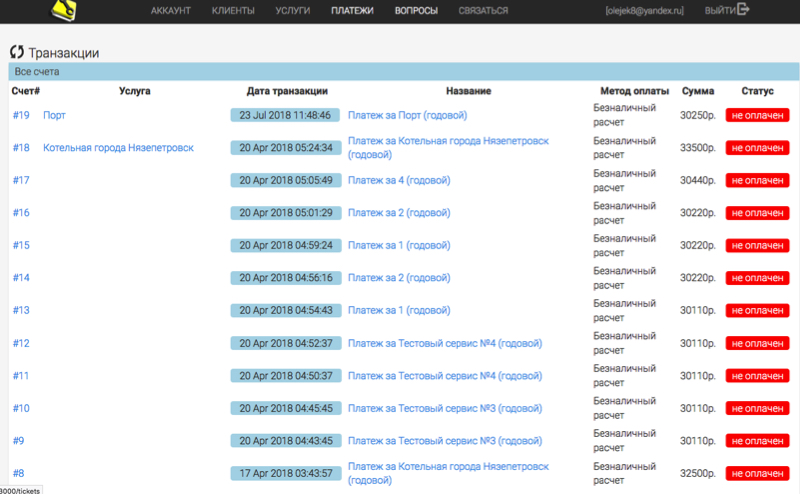 АККАУНТ КЛИЕНТЫ УСЛУГИ ПЛАТЕЖИ ВОПРОСЫ СВЯЗАТЬСЯ [olejek8@yandex.ru] ВЫЙТИ
Транзакции
Все счета
Счет# Услуга Дата транзакции Название Метод оплаты Сумма Статус
#19 Порт 23 Jul 2018 11:48:46 Платеж за Порт (годовой) Безналичный расчет 30250р. не оплачен
#18 Котельная города Нязепетровск 20 Apr 2018 05:24:34 Платеж за Котельная города Нязепетровск (годовой) Безналичный расчет 33500р. не оплачен
#17 20 Apr 2018 05:05:49 Платеж за 4 (годовой) Безналичный расчет 30440р. не оплачен
#16 20 Apr 2018 05:01:29 Платеж за 2 (годовой) Безналичный расчет 30220р. не оплачен
#15 20 Apr 2018 04:59:24 Платеж за 1 (годовой) Безналичный расчет 30220р. не оплачен
#14 20 Apr 2018 04:56:16 Платеж за 2 (годовой) Безналичный расчет 30220р. не оплачен
#13 20 Apr 2018 04:54:43 Платеж за 1 (годовой) Безналичный расчет 30110р. не оплачен
#12 20 Apr 2018 04:52:37 Платеж за Тестовый сервис №4 (годовой) Безналичный расчет 30110р. не оплачен
#11 20 Apr 2018 04:50:37 Платеж за Тестовый сервис №4 (годовой) Безналичный расчет 30110р. не оплачен
#10 20 Apr 2018 04:45:45 Платеж за Тестовый сервис №3 (годовой) Безналичный расчет 30110р. не оплачен
#9 20 Apr 2018 04:43:45 Платеж за Тестовый сервис №3 (годовой) Безналичный расчет 30110р. не оплачен
#8 17 Apr 2018 03:43:57 Платеж за Котельная города Нязепетровск (годовой) Безналичный расчет 32500р. не оплачен
3000/tickets